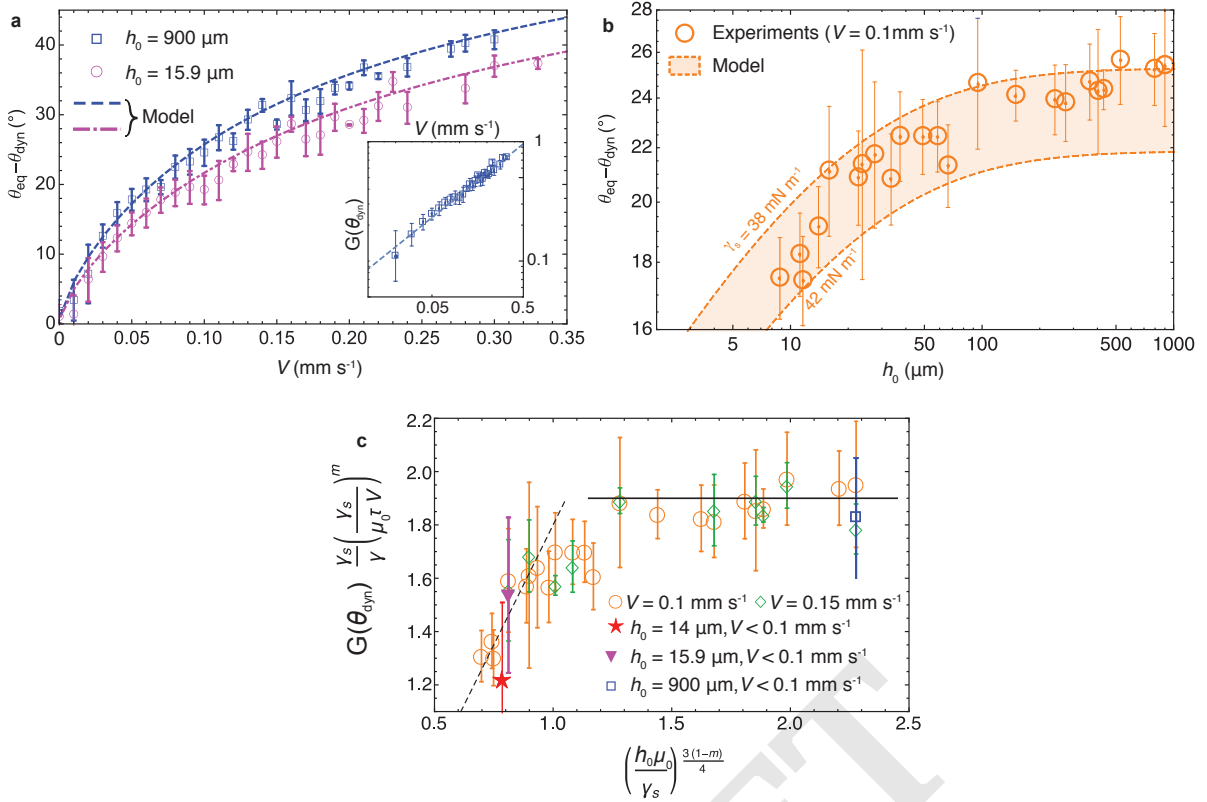 a
h₀ = 900 μm
h₀ = 15.9 μm
Model
θeq−θdyn (°)
40
30
20
10
0
0
0.05
0.10
0.15
0.20
0.25
0.30
0.35
V (mm s⁻¹)
V (mm s⁻¹)
G(θdyn)
1
0.1
0.05
0.5
b
Experiments (V = 0.1mm s⁻¹)
Model
θeq−θdyn (°)
28
26
24
22
20
18
16
γs = 38 mN m⁻¹
42 mN m⁻¹
5
10
50
100
500
1000
h₀ (μm)
c
G(θdyn) γs/γ (γs/μ₀τV)^m
2.2
2.0
1.8
1.6
1.4
1.2
V = 0.1 mm s⁻¹
V = 0.15 mm s⁻¹
h₀ = 14 μm, V < 0.1 mm s⁻¹
h₀ = 15.9 μm, V < 0.1 mm s⁻¹
h₀ = 900 μm, V < 0.1 mm s⁻¹
0.5
1.0
1.5
2.0
2.5
(h₀μ₀/γs)^3(1−m)/4